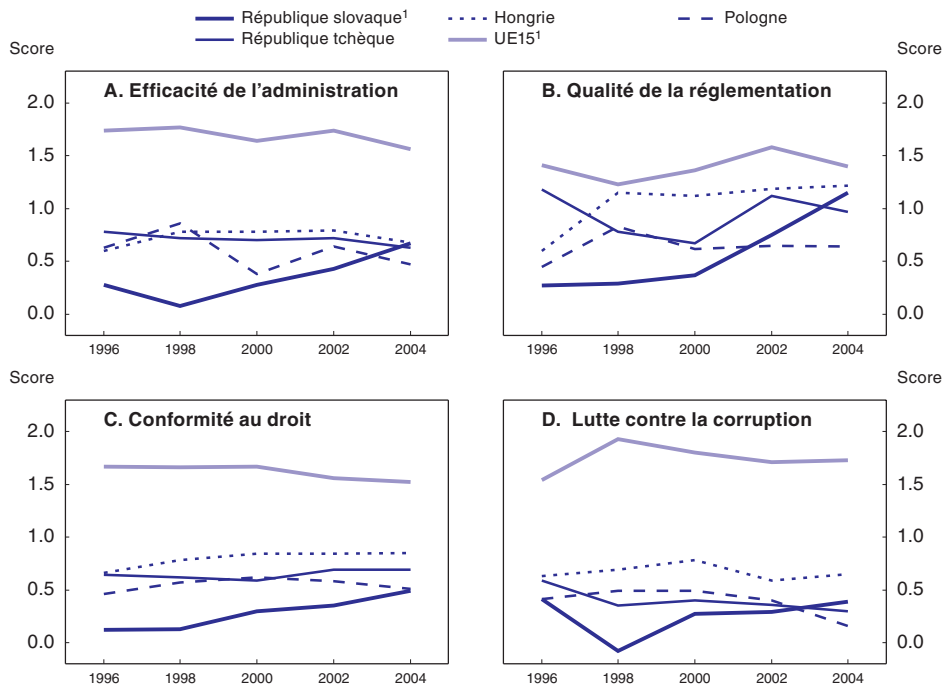 République slovaque¹ Hongrie Pologne
République tchèque UE15¹
Score Score
A. Efficacité de l'administration B. Qualité de la réglementation
2.0 2.0
1.5 1.5
1.0 1.0
0.5 0.5
0.0 0.0
1996 1998 2000 2002 2004 1996 1998 2000 2002 2004
Score Score
C. Conformité au droit D. Lutte contre la corruption
2.0 2.0
1.5 1.5
1.0 1.0
0.5 0.5
0.0 0.0
1996 1998 2000 2002 2004 1996 1998 2000 2002 2004